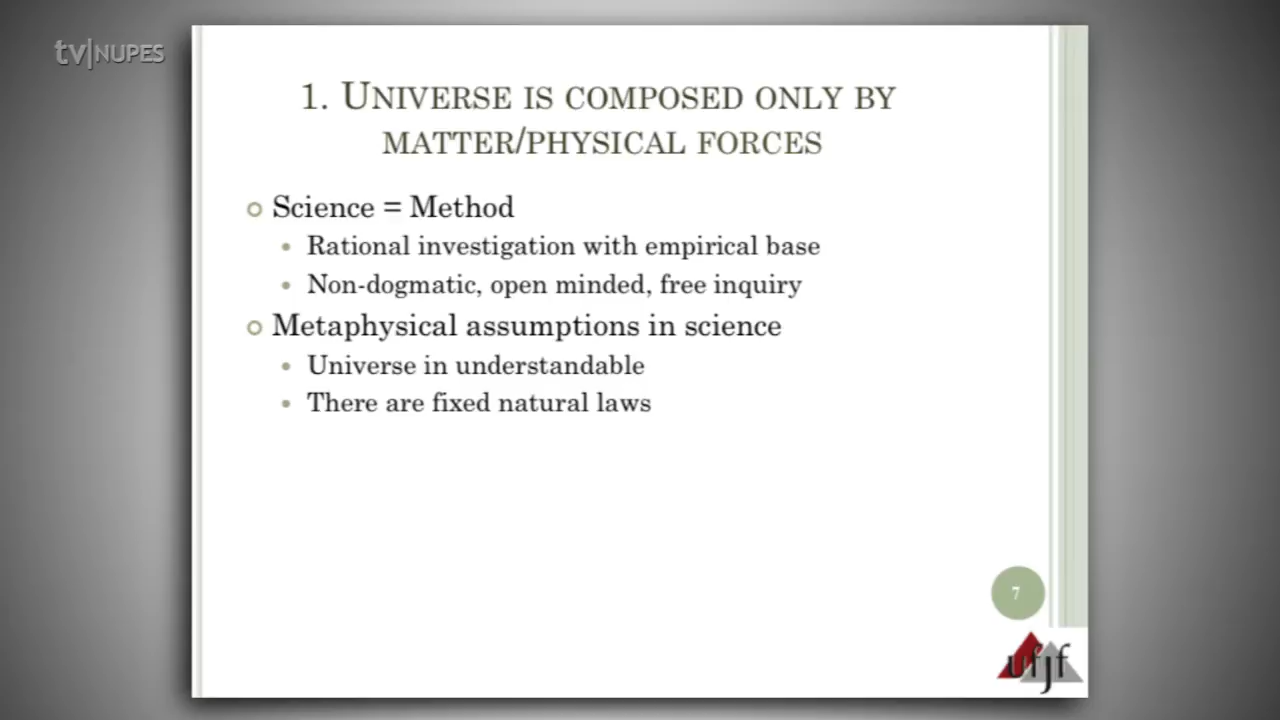 tv|NUPES
1. UNIVERSE IS COMPOSED ONLY BY
MATTER/PHYSICAL FORCES
Science = Method
Rational investigation with empirical base
Non-dogmatic, open minded, free inquiry
Metaphysical assumptions in science
Universe in understandable
There are fixed natural laws
7
ufjf